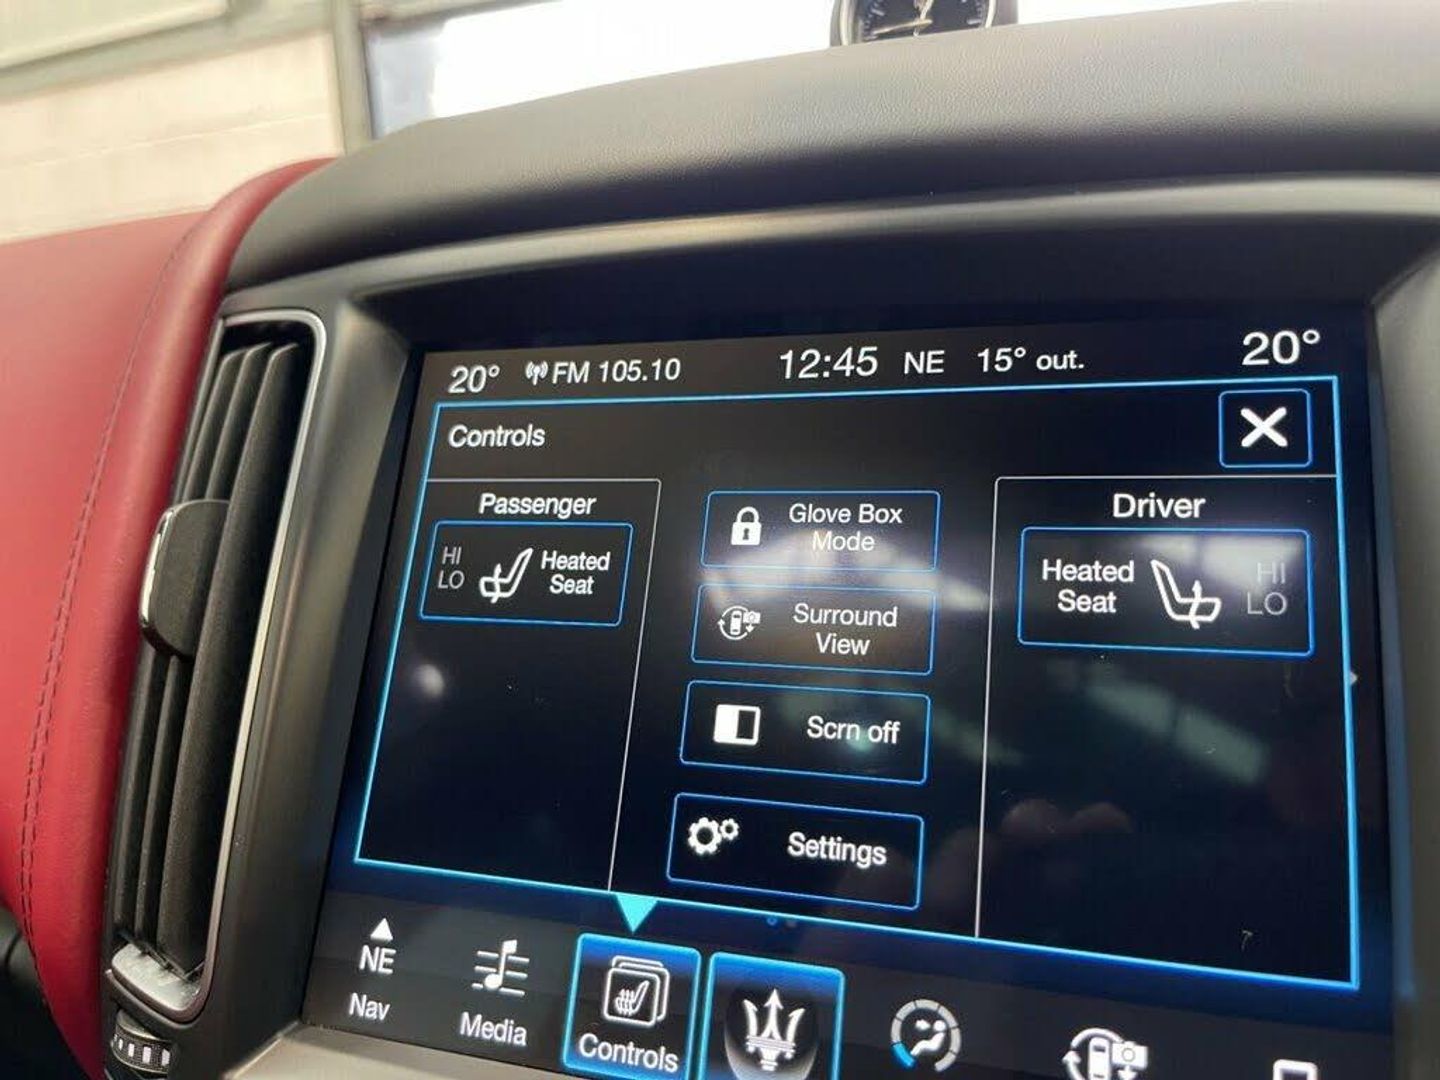 20° FM 105.10 12:45 NE 15° out. 20°
Controls
Passenger
HI
LO
Heated
Seat
Glove Box
Mode
Surround
View
Scrn off
Settings
Driver
Heated
Seat
HI
LO
NE
Nav
Media
Controls